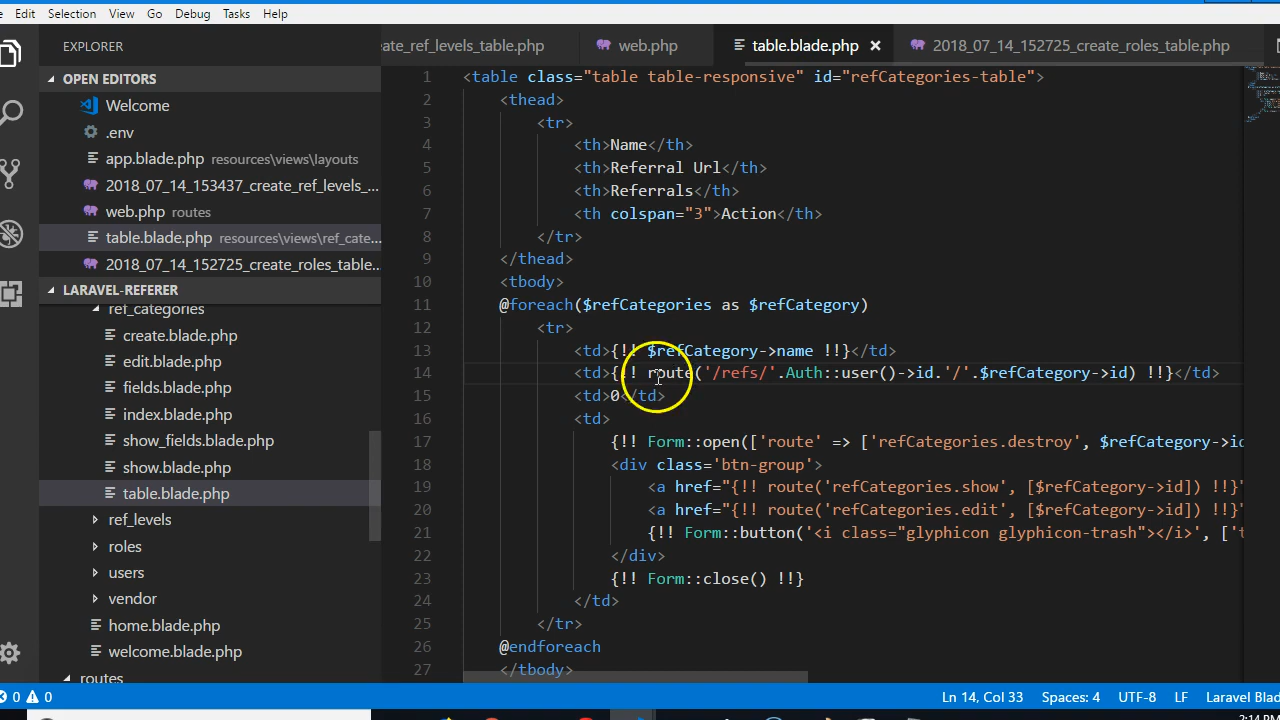 Edit Selection View Go Debug Tasks Help
EXPLORER
OPEN EDITORS
Welcome
.env
app.blade.php resources\views\layouts
2018_07_14_153437_create_ref_levels_...
web.php routes
table.blade.php resources\views\ref_cate...
2018_07_14_152725_create_roles_table...
LARAVEL-REFERER
ref_categories
create.blade.php
edit.blade.php
fields.blade.php
index.blade.php
show_fields.blade.php
show.blade.php
table.blade.php
ref_levels
roles
users
vendor
home.blade.php
welcome.blade.php
routes
ate_ref_levels_table.php web.php table.blade.php × 2018_07_14_152725_create_roles_table.php
1 <table class="table table-responsive" id="refCategories-table">
2 <thead>
3 <tr>
4 <th>Name</th>
5 <th>Referral Url</th>
6 <th>Referrals</th>
7 <th colspan="3">Action</th>
8 </tr>
9 </thead>
10 <tbody>
11 @foreach($refCategories as $refCategory)
12 <tr>
13 <td>{!! $refCategory->name !!}</td>
14 <td>{!! route('/refs/'.Auth::user()->id.'/'.$refCategory->id) !!}</td>
15 <td>0</td>
16 <td>
17 {!! Form::open(['route' => ['refCategories.destroy', $refCategory->id
18 <div class='btn-group'>
19 <a href="{!! route('refCategories.show', [$refCategory->id]) !!}"
20 <a href="{!! route('refCategories.edit', [$refCategory->id]) !!}"
21 {!! Form::button('<i class="glyphicon glyphicon-trash"></i>', ['t
22 </div>
23 {!! Form::close() !!}
24 </td>
25 </tr>
26 @endforeach
27 </tbody>
0 0 Ln 14, Col 33 Spaces: 4 UTF-8 LF Laravel Blad
2:14 PM